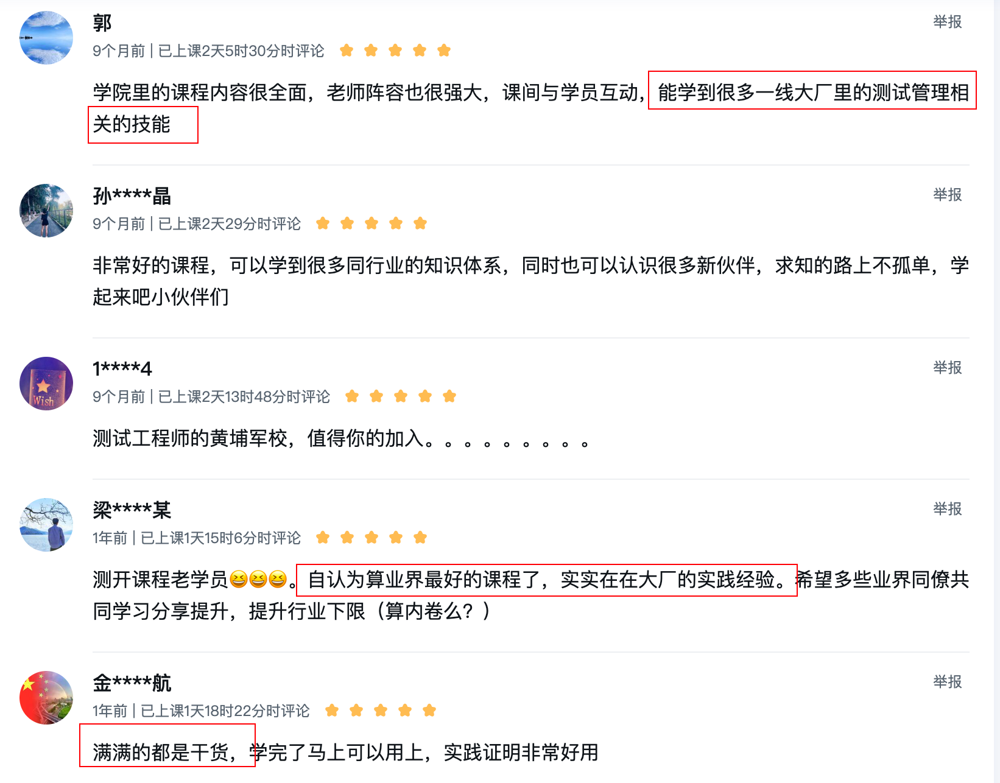 郭
举报
9个月前 | 已上课2天5时30分时评论
学院里的课程内容很全面，老师阵容也很强大，课间与学员互动，能学到很多一线大厂里的测试管理相
关的技能
孙****晶
举报
9个月前 | 已上课2天29分时评论
非常好的课程，可以学到很多同行业的知识体系，同时也可以认识很多新伙伴，求知的路上不孤单，学
起来吧小伙伴们
1****4
举报
9个月前 | 已上课2天13时48分时评论
Wish
测试工程师的黄埔军校，值得你的加入。。。。。。。。。
梁****某
举报
1年前 | 已上课1天15时6分时评论
测开课程老学员😆😆😆。自认为算业界最好的课程了，实实在在大厂的实践经验。希望多些业界同僚共
同学习分享提升，提升行业下限（算内卷么？）
金****航
举报
1年前 | 已上课1天18时22分时评论
满满的都是干货，学完了马上可以用上，实践证明非常好用